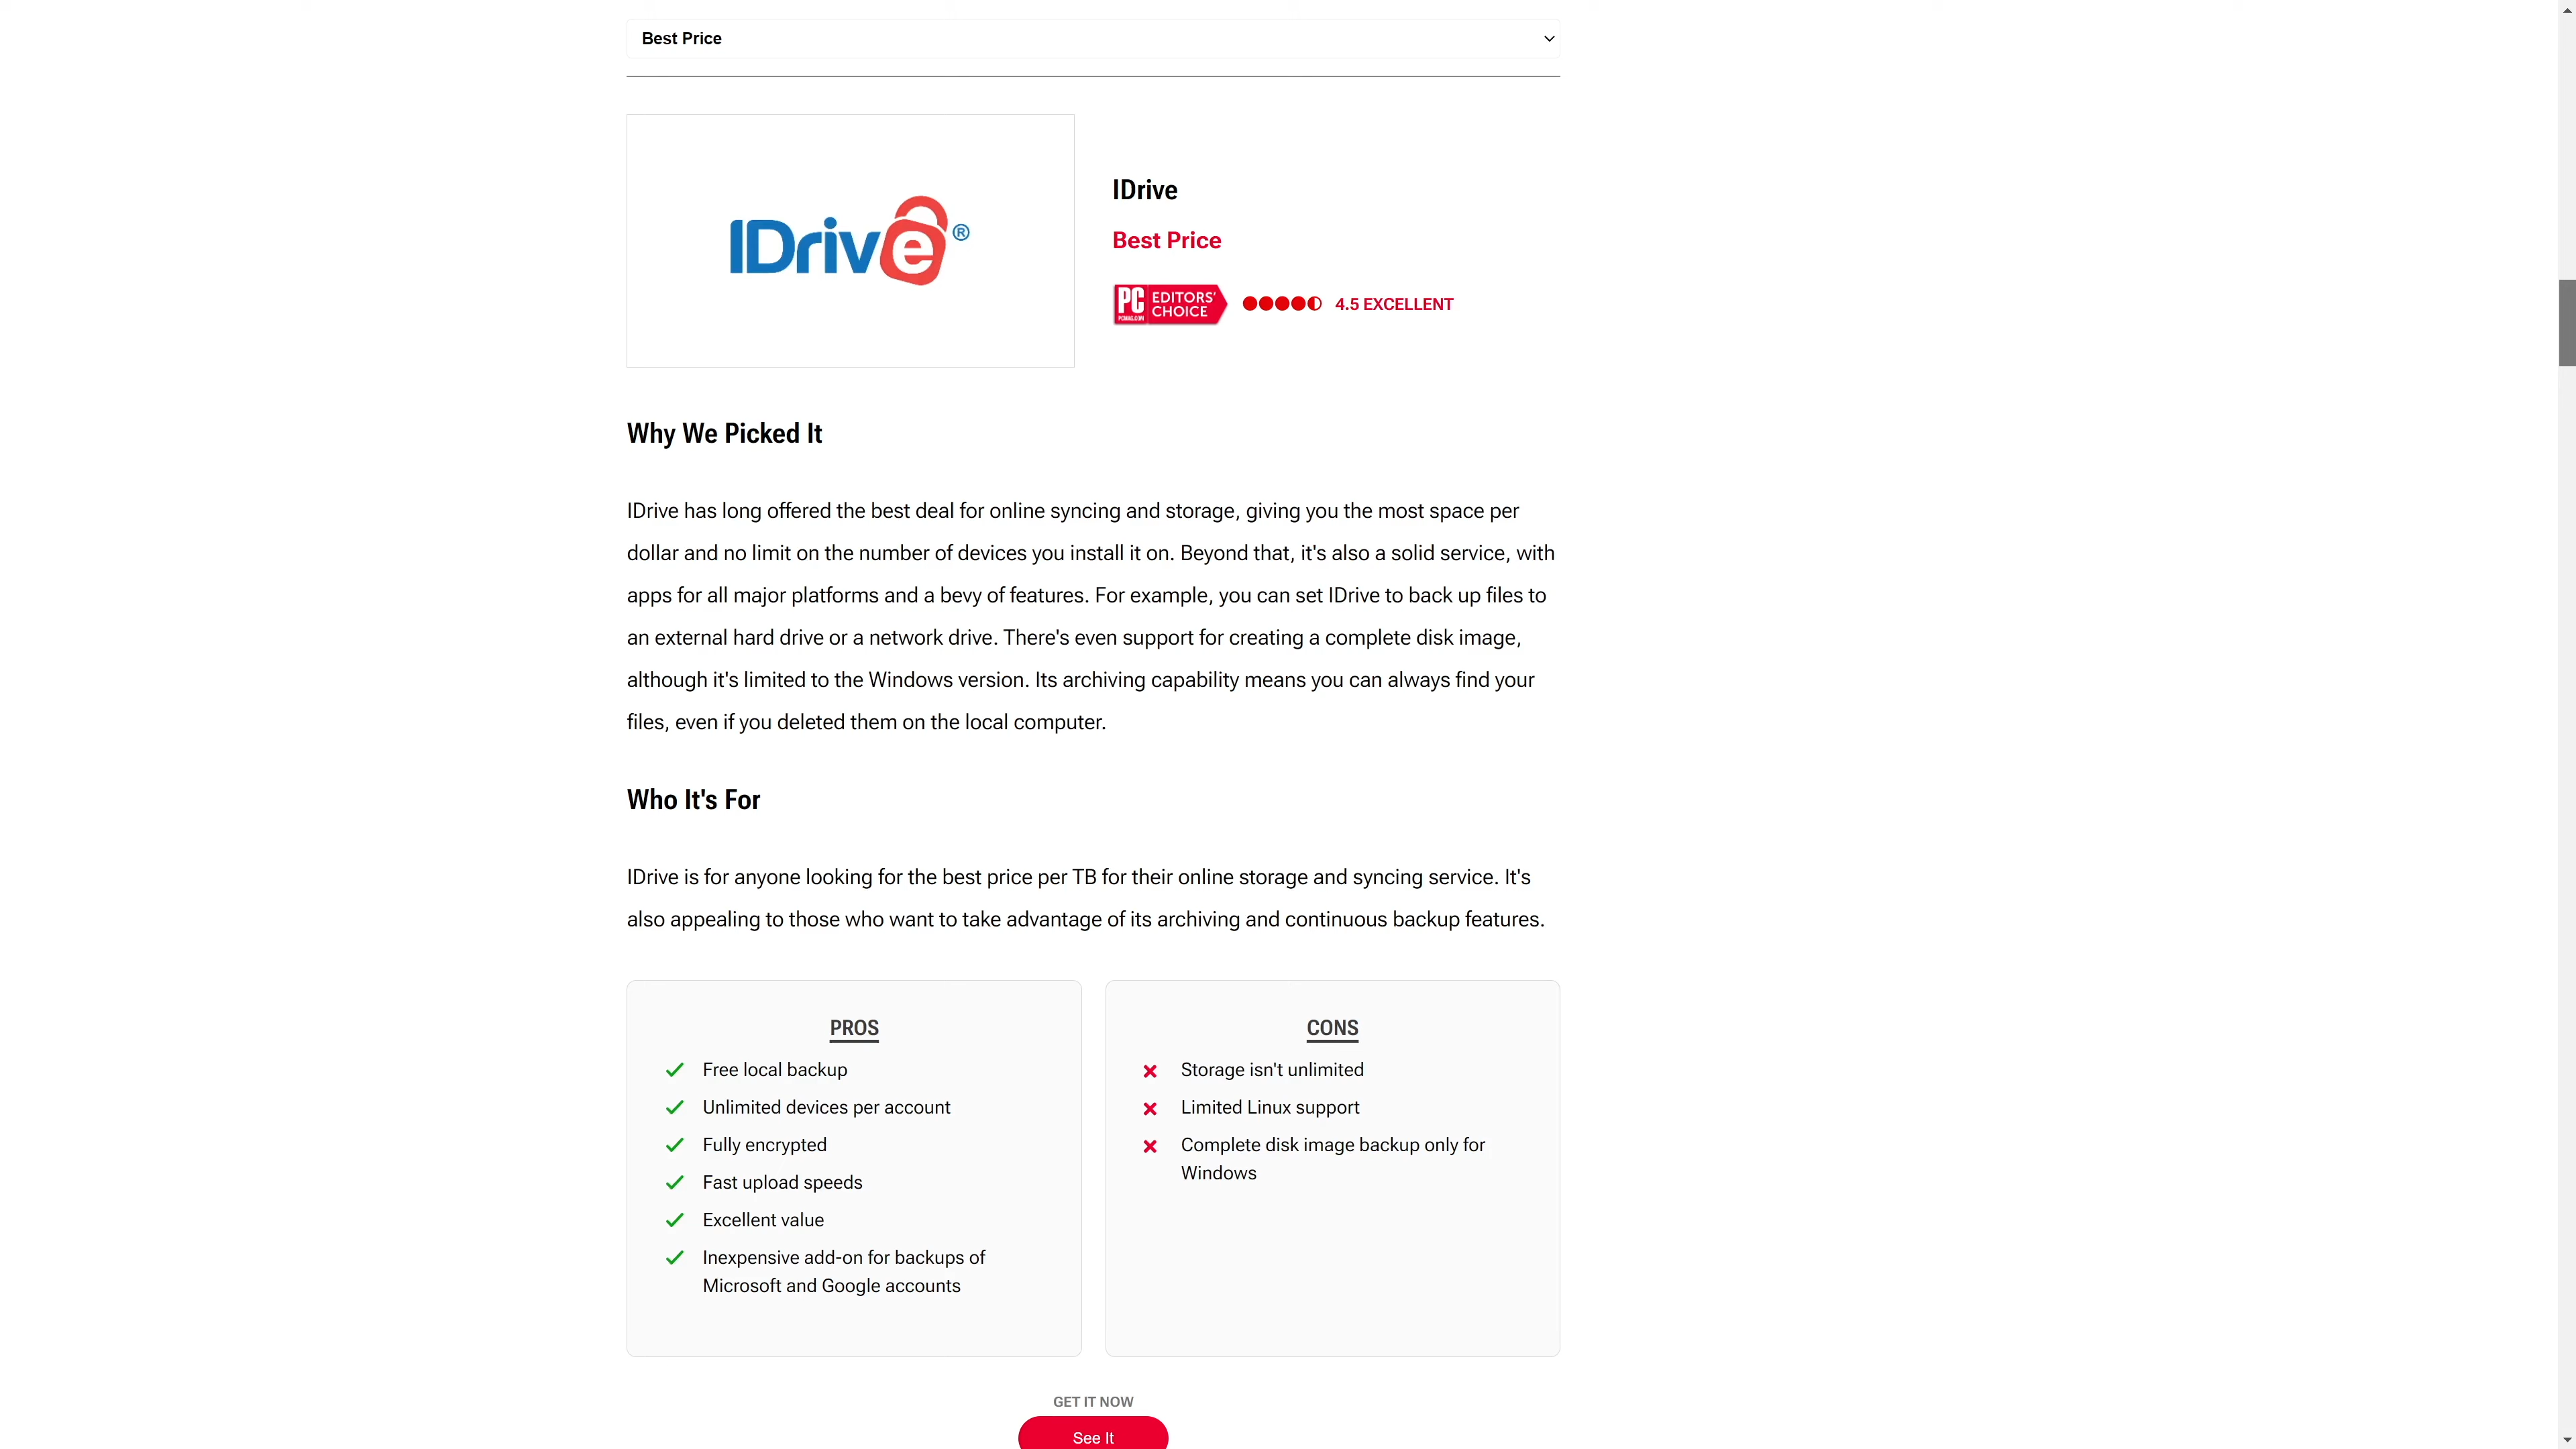 Best Price
IDrive®
IDrive
Best Price
PC
PCMAG.COM
EDITORS'
CHOICE
4.5 EXCELLENT
Why We Picked It
IDrive has long offered the best deal for online syncing and storage, giving you the most space per
dollar and no limit on the number of devices you install it on. Beyond that, it's also a solid service, with
apps for all major platforms and a bevy of features. For example, you can set IDrive to back up files to
an external hard drive or a network drive. There's even support for creating a complete disk image,
although it's limited to the Windows version. Its archiving capability means you can always find your
files, even if you deleted them on the local computer.
Who It's For
IDrive is for anyone looking for the best price per TB for their online storage and syncing service. It's
also appealing to those who want to take advantage of its archiving and continuous backup features.
PROS
Free local backup
Unlimited devices per account
Fully encrypted
Fast upload speeds
Excellent value
Inexpensive add-on for backups of
Microsoft and Google accounts
CONS
Storage isn't unlimited
Limited Linux support
Complete disk image backup only for
Windows
GET IT NOW
See It